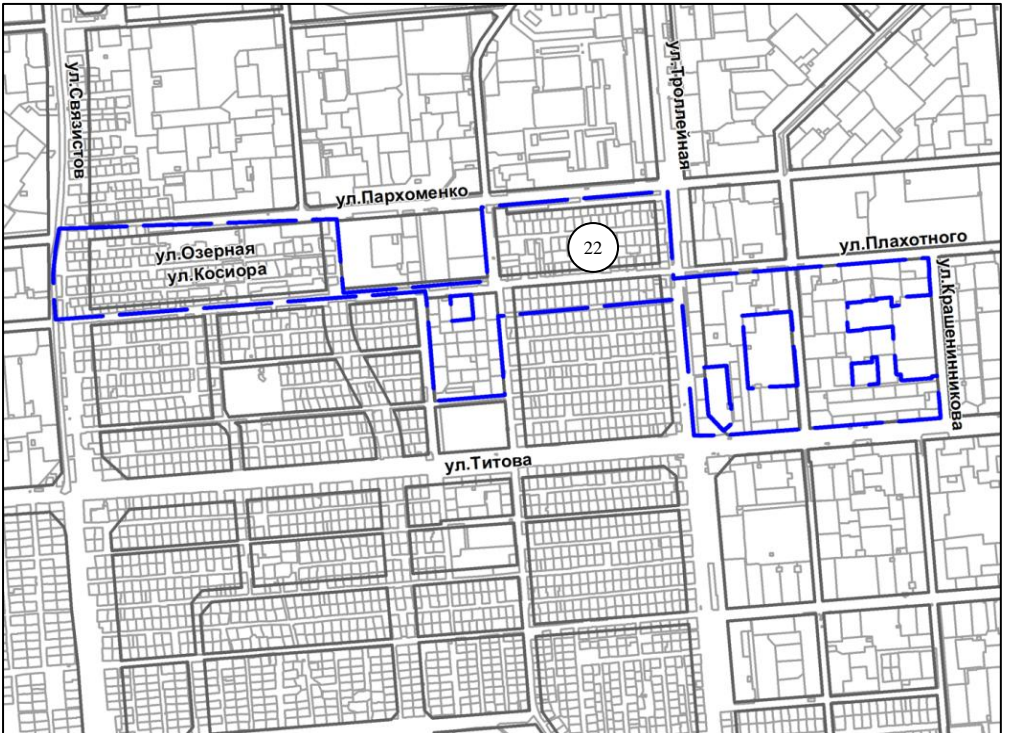 ул.Связистов
ул.Троллейная
ул.Пархоменко
ул.Озерная
ул.Косиора
22
ул.Плахотного
ул.Крашенинникова
ул.Титова